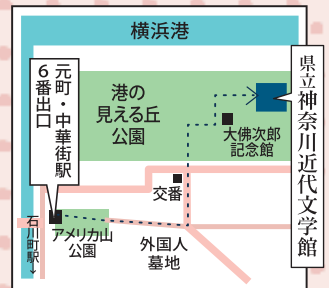 横浜港
県立神奈川近代文学館
元町・中華街駅
6番出口
港の
見える丘
公園
大佛次郎
記念館
交番
アメリカ山
公園
外国人
墓地
石川町駅→